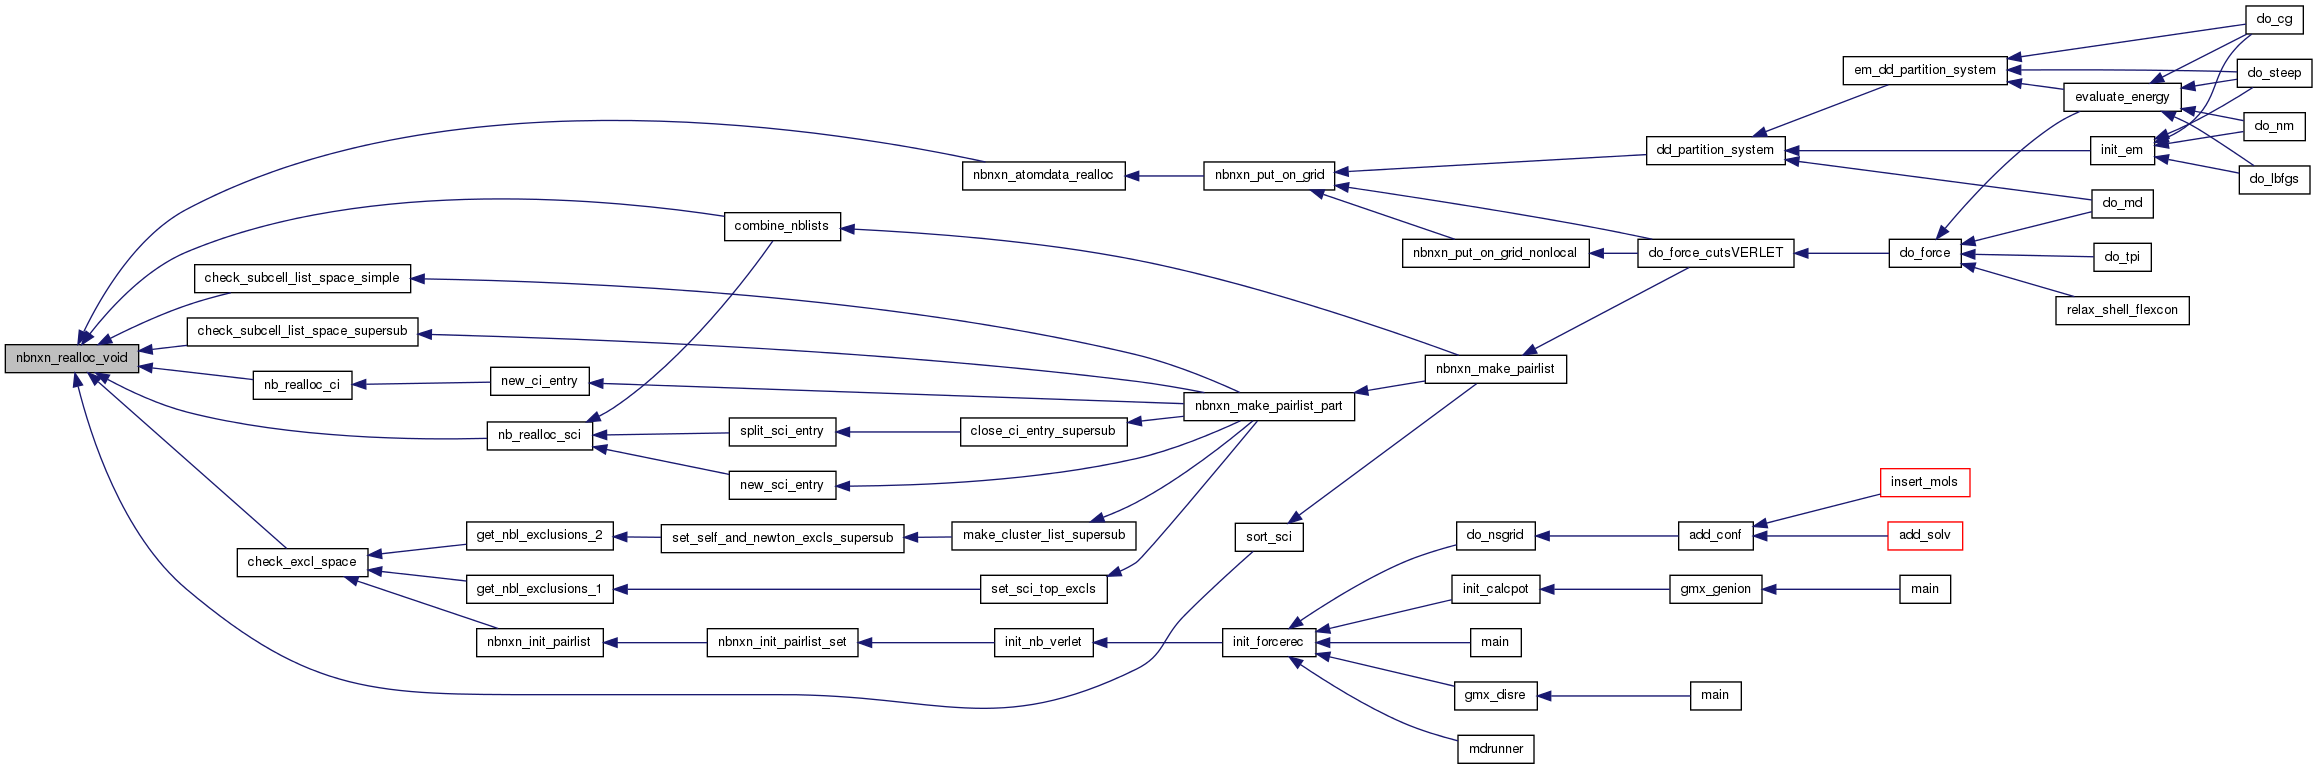 nbnxn_realloc_void
nbnxn_atomdata_realloc
combine_nblists
check_subcell_list_space_simple
check_subcell_list_space_supersub
nb_realloc_ci
new_ci_entry
nb_realloc_sci
split_sci_entry
close_ci_entry_supersub
new_sci_entry
check_excl_space
get_nbl_exclusions_2
set_self_and_newton_excls_supersub
make_cluster_list_supersub
get_nbl_exclusions_1
set_sci_top_excls
nbnxn_init_pairlist
nbnxn_init_pairlist_set
init_nb_verlet
nbnxn_put_on_grid
nbnxn_put_on_grid_nonlocal
nbnxn_make_pairlist_part
nbnxn_make_pairlist
sort_sci
init_forcerec
dd_partition_system
do_force_cutsVERLET
em_dd_partition_system
evaluate_energy
init_em
do_force
do_cg
do_steep
do_nm
do_lbfgs
do_md
do_tpi
relax_shell_flexcon
do_nsgrid
add_conf
insert_mols
add_solv
init_calcpot
gmx_genion
main
main
gmx_disre
main
mdrunner